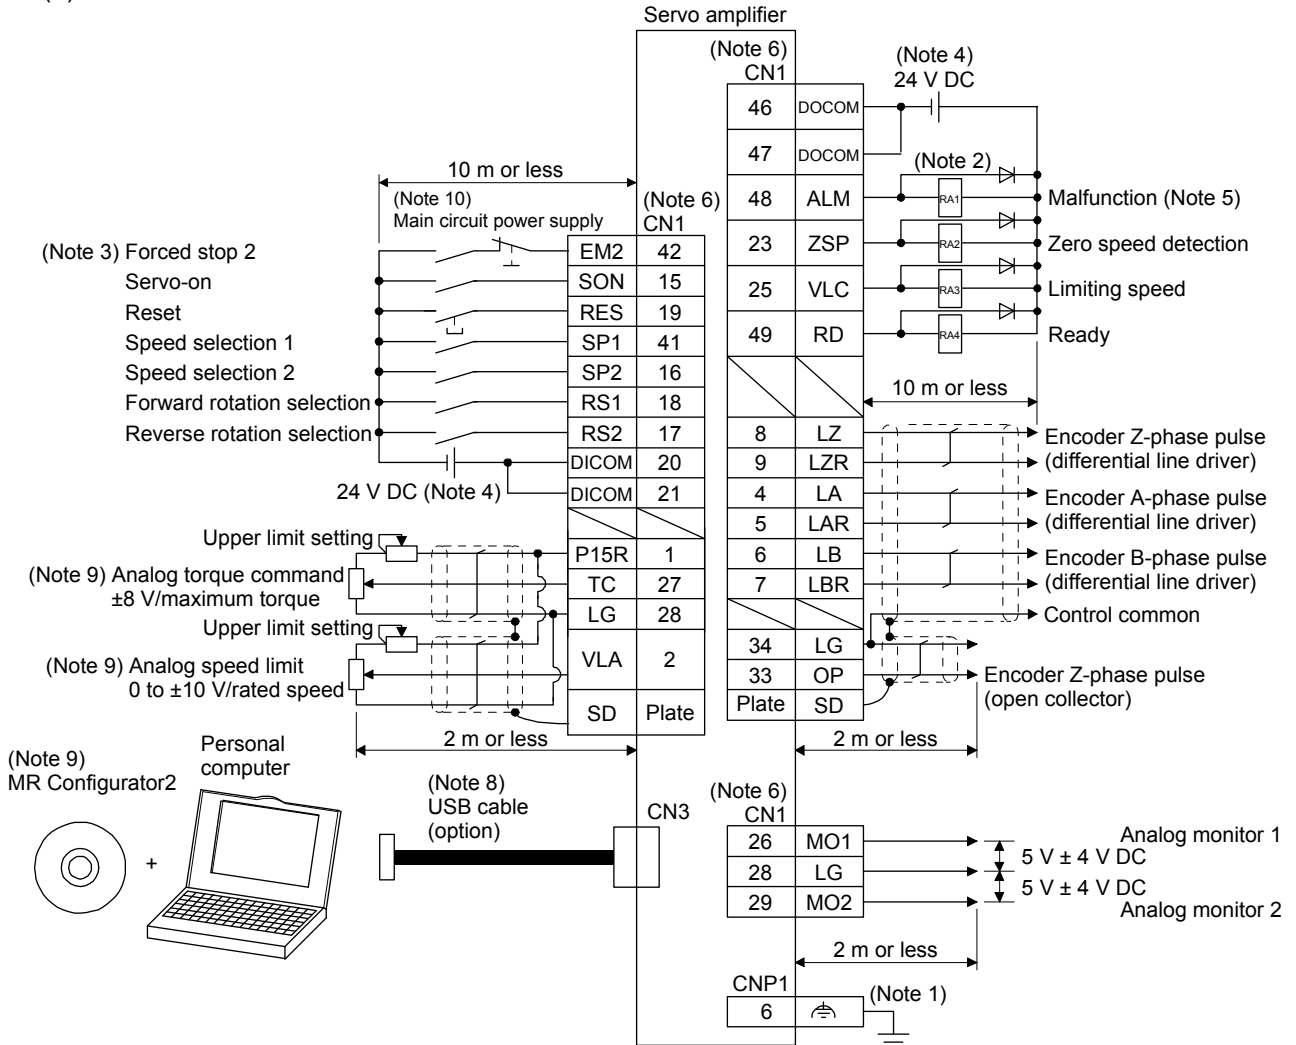 Servo amplifier
(Note 6)
CN1
(Note 4)
24 V DC
46 DOCOM
47 DOCOM
(Note 2)
48 ALM RA1 Malfunction (Note 5)
23 ZSP RA2 Zero speed detection
25 VLC RA3 Limiting speed
49 RD RA4 Ready
10 m or less
8 LZ Encoder Z-phase pulse
9 LZR (differential line driver)
4 LA Encoder A-phase pulse
5 LAR (differential line driver)
6 LB Encoder B-phase pulse
7 LBR (differential line driver)
Control common
34 LG
33 OP Encoder Z-phase pulse
(open collector)
Plate SD
2 m or less
10 m or less
(Note 10)
Main circuit power supply
(Note 6)
CN1
(Note 3) Forced stop 2 EM2 42
Servo-on SON 15
Reset RES 19
Speed selection 1 SP1 41
Speed selection 2 SP2 16
Forward rotation selection RS1 18
Reverse rotation selection RS2 17
DICOM 20
24 V DC (Note 4) DICOM 21
Upper limit setting P15R 1
(Note 9) Analog torque command TC 27
±8 V/maximum torque LG 28
Upper limit setting
(Note 9) Analog speed limit VLA 2
0 to ±10 V/rated speed
SD Plate
2 m or less
(Note 9)
MR Configurator2
+
Personal
computer
(Note 8)
USB cable
(option)
CN3
(Note 6)
CN1
26 MO1 Analog monitor 1
5 V ± 4 V DC
28 LG
5 V ± 4 V DC
29 MO2 Analog monitor 2
2 m or less
CNP1
6 (Note 1)